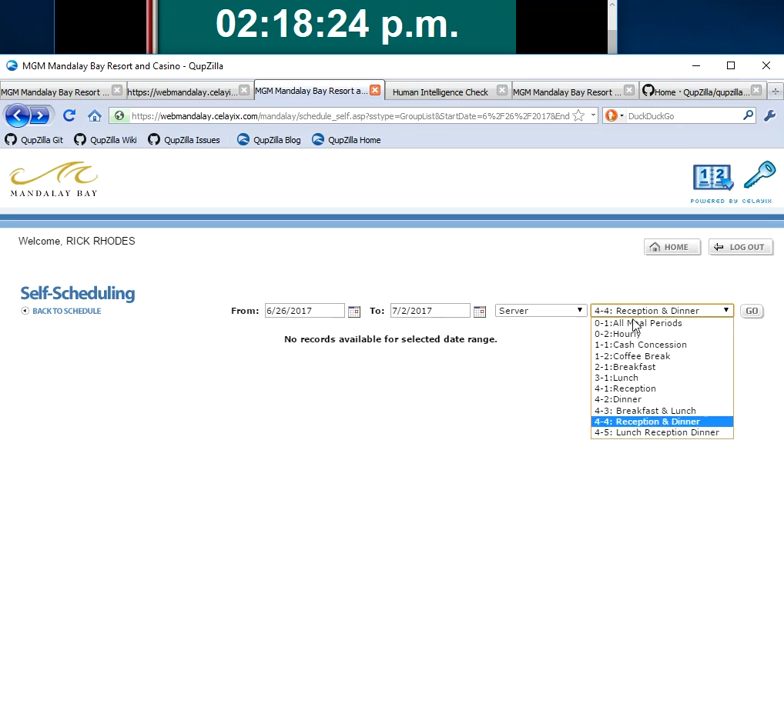 02:18:24 p.m.
MGM Mandalay Bay Resort and Casino - QupZilla
MGM Mandalay Bay Resort ...
https://webmandalay.celayi...
MGM Mandalay Bay Resort a...
Human Intelligence Check
MGM Mandalay Bay Resort ...
Home · QupZilla/qupzilla...
https://webmandalay.celayix.com/mandalay/schedule_self.asp?sstype=GroupList&StartDate=6%2F26%2F2017&End
DuckDuckGo
QupZilla Git
QupZilla Wiki
QupZilla Issues
QupZilla Blog
QupZilla Home
MANDALAY BAY
1 2
POWERED BY CELAYIX
Welcome, RICK RHODES
HOME
LOG OUT
Self-Scheduling
BACK TO SCHEDULE
From: 6/26/2017 To: 7/2/2017 Server 4-4: Reception & Dinner GO
No records available for selected date range.
0-1:All Meal Periods
0-2:Hourly
1-1:Cash Concession
1-2:Coffee Break
2-1:Breakfast
3-1:Lunch
4-1:Reception
4-2:Dinner
4-3: Breakfast & Lunch
4-4: Reception & Dinner
4-5: Lunch Reception Dinner